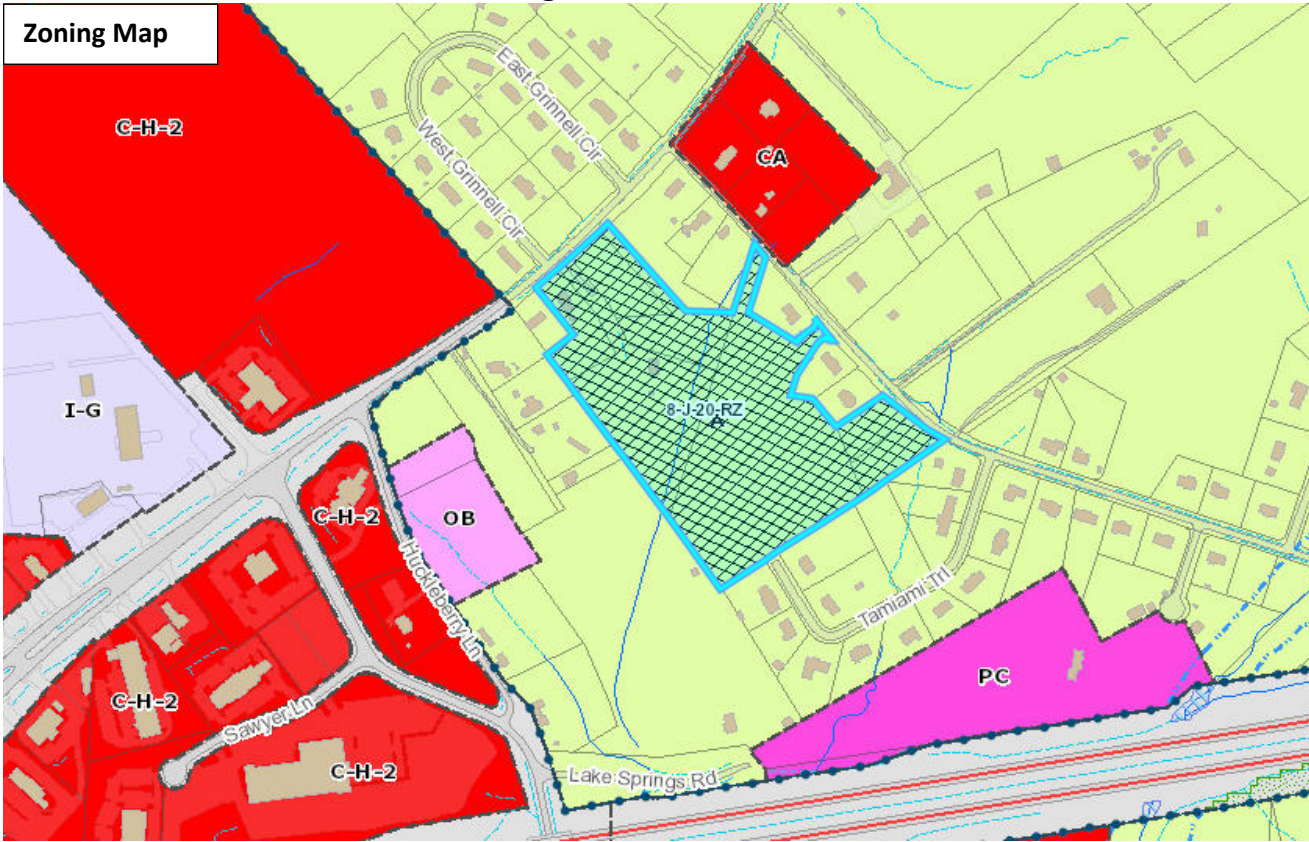 Zoning Map
C-H-2
East Grinnell Cir
West Grinnell Cir
CA
I-G
8-J-20-RZ
A
C-H-2
OB
Huckleberry Ln
Tamiami Trl
PC
C-H-2
Sawyer Ln
C-H-2
Lake Springs Rd